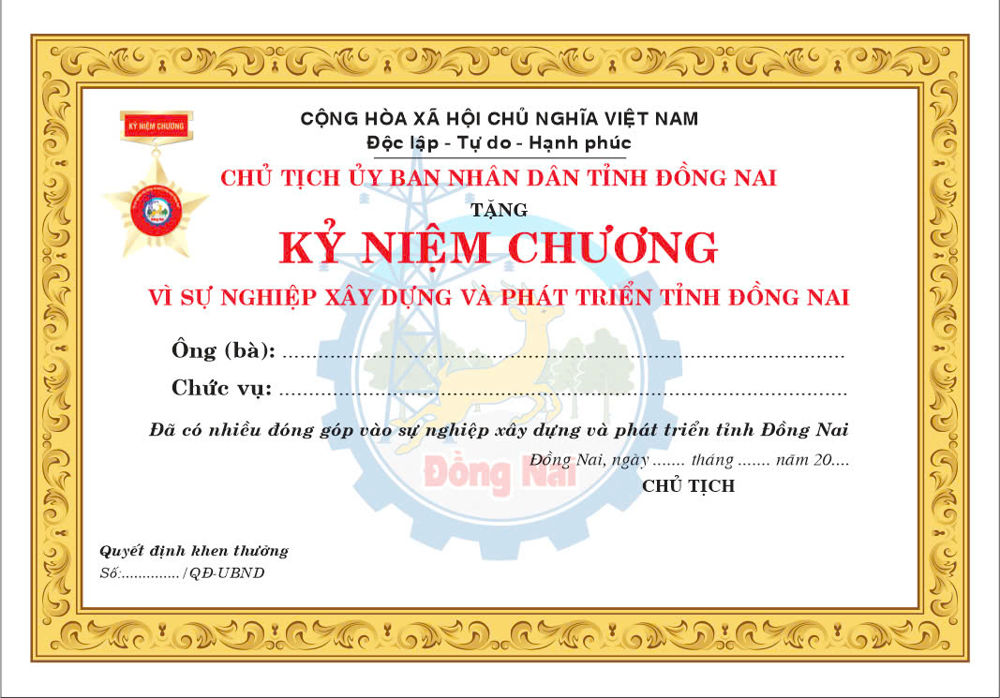 KỶ NIỆM CHƯƠNG
Đồng Nai
CỘNG HÒA XÃ HỘI CHỦ NGHĨA VIỆT NAM
Độc lập - Tự do - Hạnh phúc
CHỦ TỊCH ỦY BAN NHÂN DÂN TỈNH ĐỒNG NAI
TẶNG
KỶ NIỆM CHƯƠNG
VÌ SỰ NGHIỆP XÂY DỰNG VÀ PHÁT TRIỂN TỈNH ĐỒNG NAI
Ông (bà): ................................................................................
Chức vụ: ................................................................................
Đã có nhiều đóng góp vào sự nghiệp xây dựng và phát triển tỉnh Đồng Nai
Đồng Nai, ngày ....... tháng ....... năm 20....
Đồng Nai
CHỦ TỊCH
Quyết định khen thưởng
Số:.............. /QĐ-UBND